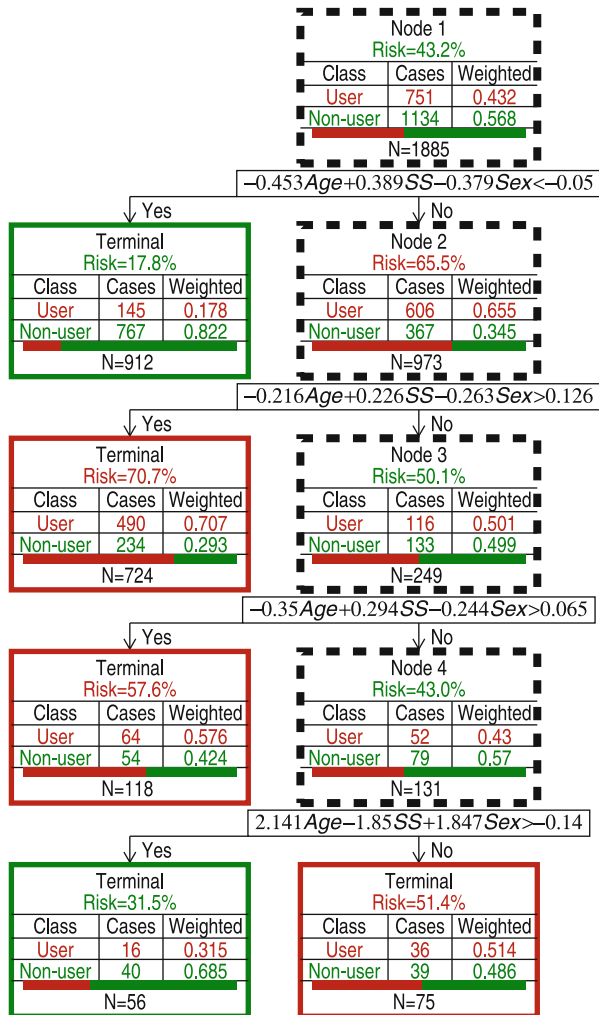 Node 1
Risk=43.2%
Class Cases Weighted
User 751 0.432
Non-user 1134 0.568
N=1885
−0.453Age+0.389SS−0.379Sex<−0.05
Yes No
Terminal
Risk=17.8%
Class Cases Weighted
User 145 0.178
Non-user 767 0.822
N=912
Node 2
Risk=65.5%
Class Cases Weighted
User 606 0.655
Non-user 367 0.345
N=973
−0.216Age+0.226SS−0.263Sex>0.126
Yes No
Terminal
Risk=70.7%
Class Cases Weighted
User 490 0.707
Non-user 234 0.293
N=724
Node 3
Risk=50.1%
Class Cases Weighted
User 116 0.501
Non-user 133 0.499
N=249
−0.35Age+0.294SS−0.244Sex>0.065
Yes No
Terminal
Risk=57.6%
Class Cases Weighted
User 64 0.576
Non-user 54 0.424
N=118
Node 4
Risk=43.0%
Class Cases Weighted
User 52 0.43
Non-user 79 0.57
N=131
2.141Age−1.85SS+1.847Sex>−0.14
Yes No
Terminal
Risk=31.5%
Class Cases Weighted
User 16 0.315
Non-user 40 0.685
N=56
Terminal
Risk=51.4%
Class Cases Weighted
User 36 0.514
Non-user 39 0.486
N=75